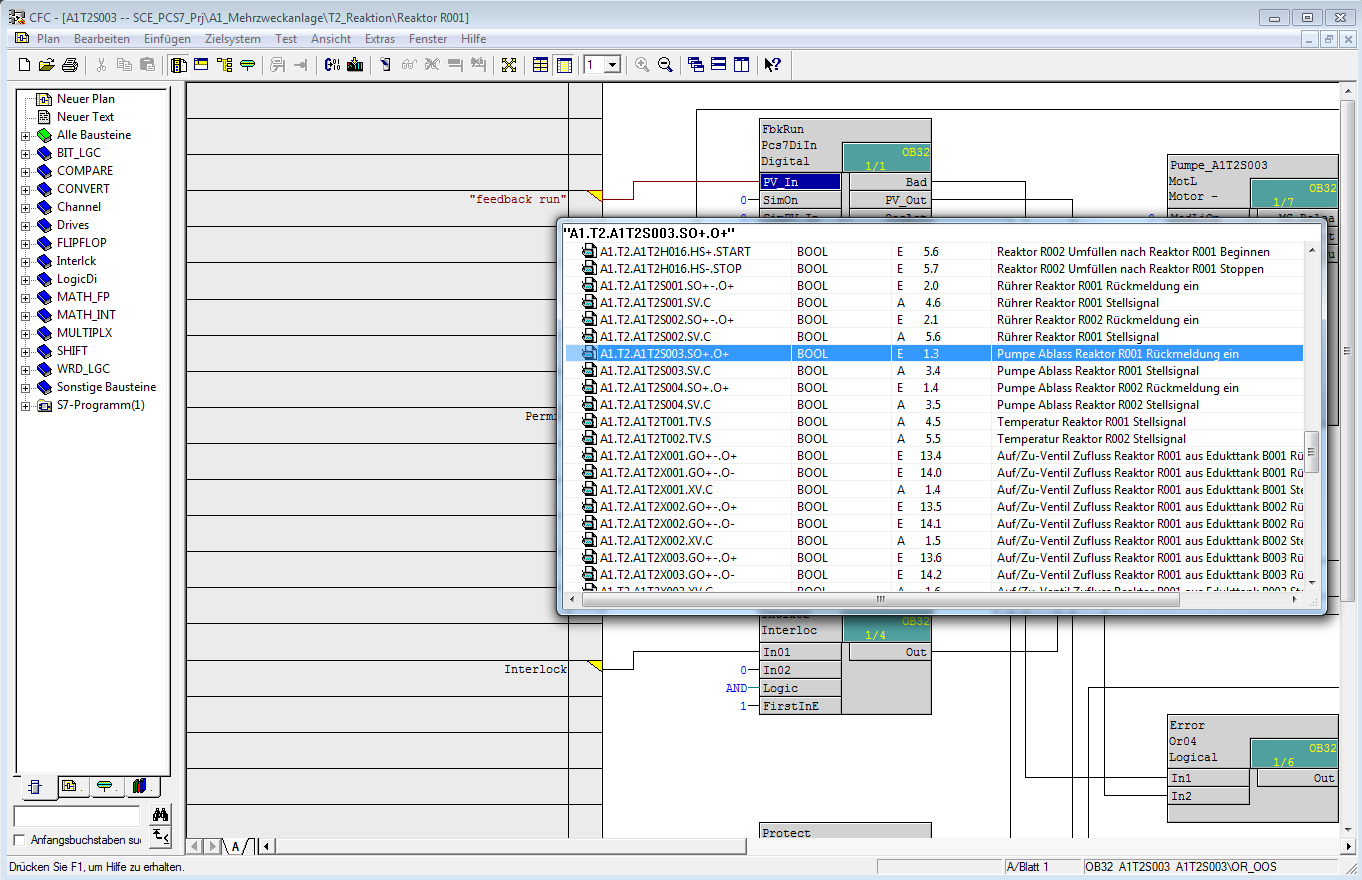 CFC - [A1T2S003 -- SCE_PCS7_Prj\A1_Mehrzweckanlage\T2_Reaktion\Reaktor R001]
Plan Bearbeiten Einfügen Zielsystem Test Ansicht Extras Fenster Hilfe
1
Neuer Plan
Neuer Text
Alle Bausteine
BIT_LGC
COMPARE
CONVERT
Channel
Drives
FLIPFLOP
Interlck
LogicDi
MATH_FP
MATH_INT
MULTIPLX
SHIFT
WRD_LGC
Sonstige Bausteine
S7-Programm(1)
Anfangsbuchstaben su
"feedback run"
Permi
Interlock
FbkRun
Pcs7DiIn
Digital
OB32
1/1
PV_In
Bad
0
SimOn
PV_Out
Pumpe_A1T2S003
MotL
Motor -
OB32
1/7
"A1.T2.A1T2S003.SO+.O+"
A1.T2.A1T2H016.HS+.START BOOL E 5.6 Reaktor R002 Umfüllen nach Reaktor R001 Beginnen
A1.T2.A1T2H016.HS-.STOP BOOL E 5.7 Reaktor R002 Umfüllen nach Reaktor R001 Stoppen
A1.T2.A1T2S001.SO+-.O+ BOOL E 2.0 Rührer Reaktor R001 Rückmeldung ein
A1.T2.A1T2S001.SV.C BOOL A 4.6 Rührer Reaktor R001 Stellsignal
A1.T2.A1T2S002.SO+-.O+ BOOL E 2.1 Rührer Reaktor R002 Rückmeldung ein
A1.T2.A1T2S002.SV.C BOOL A 5.6 Rührer Reaktor R001 Stellsignal
A1.T2.A1T2S003.SO+.O+ BOOL E 1.3 Pumpe Ablass Reaktor R001 Rückmeldung ein
A1.T2.A1T2S003.SV.C BOOL A 3.4 Pumpe Ablass Reaktor R001 Stellsignal
A1.T2.A1T2S004.SO+.O+ BOOL E 1.4 Pumpe Ablass Reaktor R002 Rückmeldung ein
A1.T2.A1T2S004.SV.C BOOL A 3.5 Pumpe Ablass Reaktor R002 Stellsignal
A1.T2.A1T2T001.TV.S BOOL A 4.5 Temperatur Reaktor R001 Stellsignal
A1.T2.A1T2T002.TV.S BOOL A 5.5 Temperatur Reaktor R002 Stellsignal
A1.T2.A1T2X001.GO+-.O+ BOOL E 13.4 Auf/Zu-Ventil Zufluss Reaktor R001 aus Edukttank B001 Rü
A1.T2.A1T2X001.GO+-.O- BOOL E 14.0 Auf/Zu-Ventil Zufluss Reaktor R001 aus Edukttank B001 Rü
A1.T2.A1T2X001.XV.C BOOL A 1.4 Auf/Zu-Ventil Zufluss Reaktor R001 aus Edukttank B001 Ste
A1.T2.A1T2X002.GO+-.O+ BOOL E 13.5 Auf/Zu-Ventil Zufluss Reaktor R001 aus Edukttank B002 Rü
A1.T2.A1T2X002.GO+-.O- BOOL E 14.1 Auf/Zu-Ventil Zufluss Reaktor R001 aus Edukttank B002 Rü
A1.T2.A1T2X002.XV.C BOOL A 1.5 Auf/Zu-Ventil Zufluss Reaktor R001 aus Edukttank B002 Ste
A1.T2.A1T2X003.GO+-.O+ BOOL E 13.6 Auf/Zu-Ventil Zufluss Reaktor R001 aus Edukttank B003 Rü
A1.T2.A1T2X003.GO+-.O- BOOL E 14.2 Auf/Zu-Ventil Zufluss Reaktor R001 aus Edukttank B003 Rü
Interloc
OB32
1/4
In01
Out
0
In02
AND
Logic
1
FirstInE
Error
Or04
Logical
OB32
1/6
In1
Out
In2
Protect
A
Drücken Sie F1, um Hilfe zu erhalten.
A/Blatt 1
OB32 A1T2S003 A1T2S003\OR_OOS